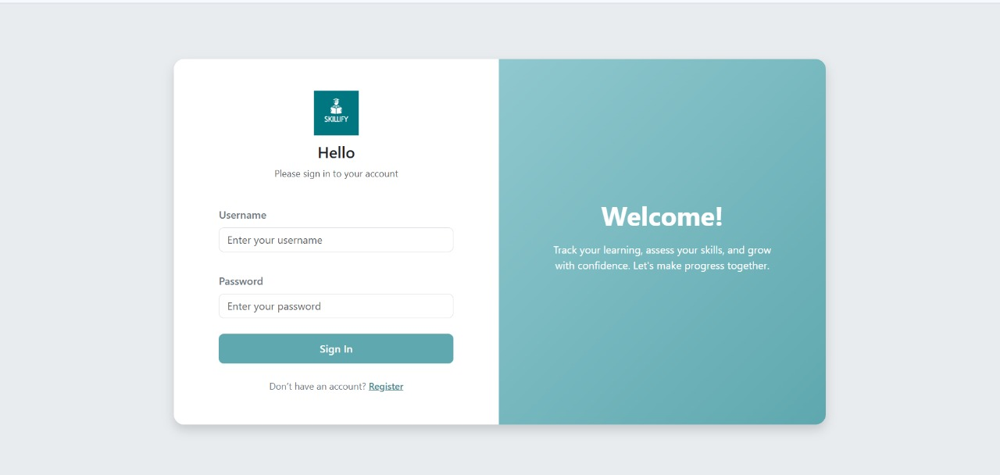 SKILLIFY
Hello
Please sign in to your account
Username
Enter your username
Password
Enter your password
Sign In
Don't have an account? Register
Welcome!
Track your learning, assess your skills, and grow
with confidence. Let's make progress together.